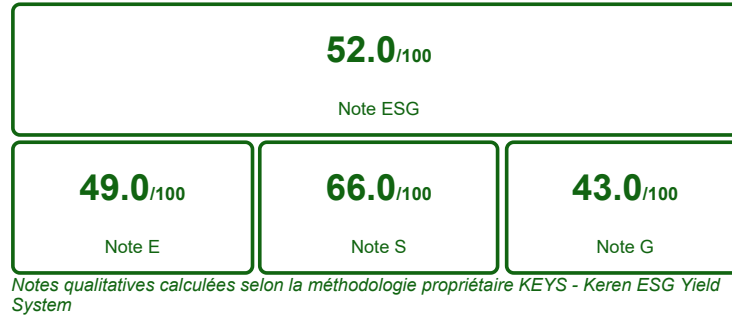 52.0/100
Note ESG
49.0/100 66.0/100 43.0/100
Note E Note S Note G
Notes qualitatives calculées selon la méthodologie propriétaire KEYS - Keren ESG Yield
System